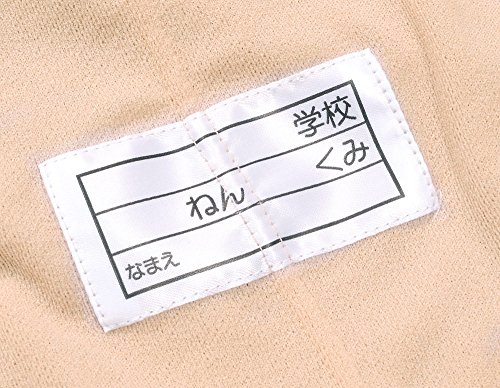 学校
ねん くみ
なまえ